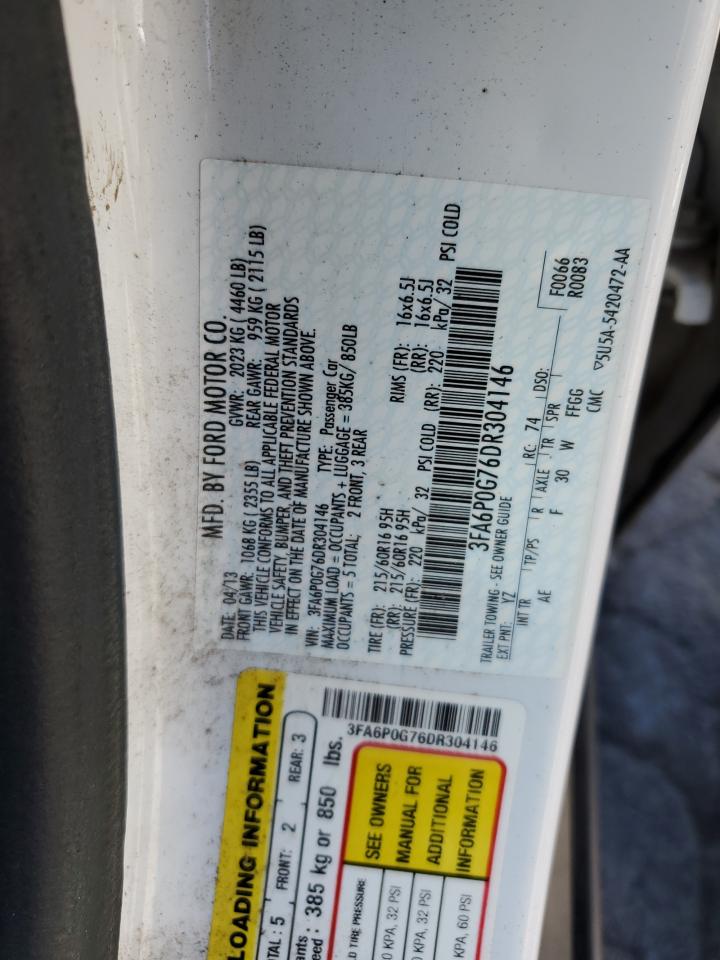 MFD. BY FORD MOTOR CO.
DATE: 04/13 GVWR: 2023 KG ( 4460 LB)
FRONT GAWR: 1068 KG ( 2355 LB) REAR GAWR: 959 KG ( 2115 LB)
THIS VEHICLE CONFORMS TO ALL APPLICABLE FEDERAL MOTOR
VEHICLE SAFETY, BUMPER, AND THEFT PREVENTION STANDARDS
IN EFFECT ON THE DATE OF MANUFACTURE SHOWN ABOVE.
VIN: 3FA6P0G76DR304146 TYPE: Passenger Car
MAXIMUM LOAD = OCCUPANTS + LUGGAGE = 385KG/ 850LB
OCCUPANTS = 5 TOTAL; 2 FRONT, 3 REAR
TIRE (FR): 215/60R16 95H RIMS (FR): 16x6.5J
(RR): 215/60R16 95H (RR): 16x6.5J
PRESSURE (FR): 220 kPa/ 32 PSI COLD (RR): 220 kPa/ 32 PSI COLD
3FA6P0G76DR304146
TRAILER TOWING - SEE OWNER GUIDE
EXT PNT: YZ RC: 74 DSO: F0066
R0083
INT TR TP/PS R AXLE TR SPR
AE F 30 W FFGG
CMC ▽5U5A-5420472-AA
LOADING INFORMATION
TOTAL: 5 FRONT: 2 REAR: 3
385 kg or 850 lbs.
3FA6P0G76DR304146
TIRE PRESSURE SEE OWNERS
KPA, 32 PSI MANUAL FOR
KPA, 32 PSI ADDITIONAL
KPA, 60 PSI INFORMATION